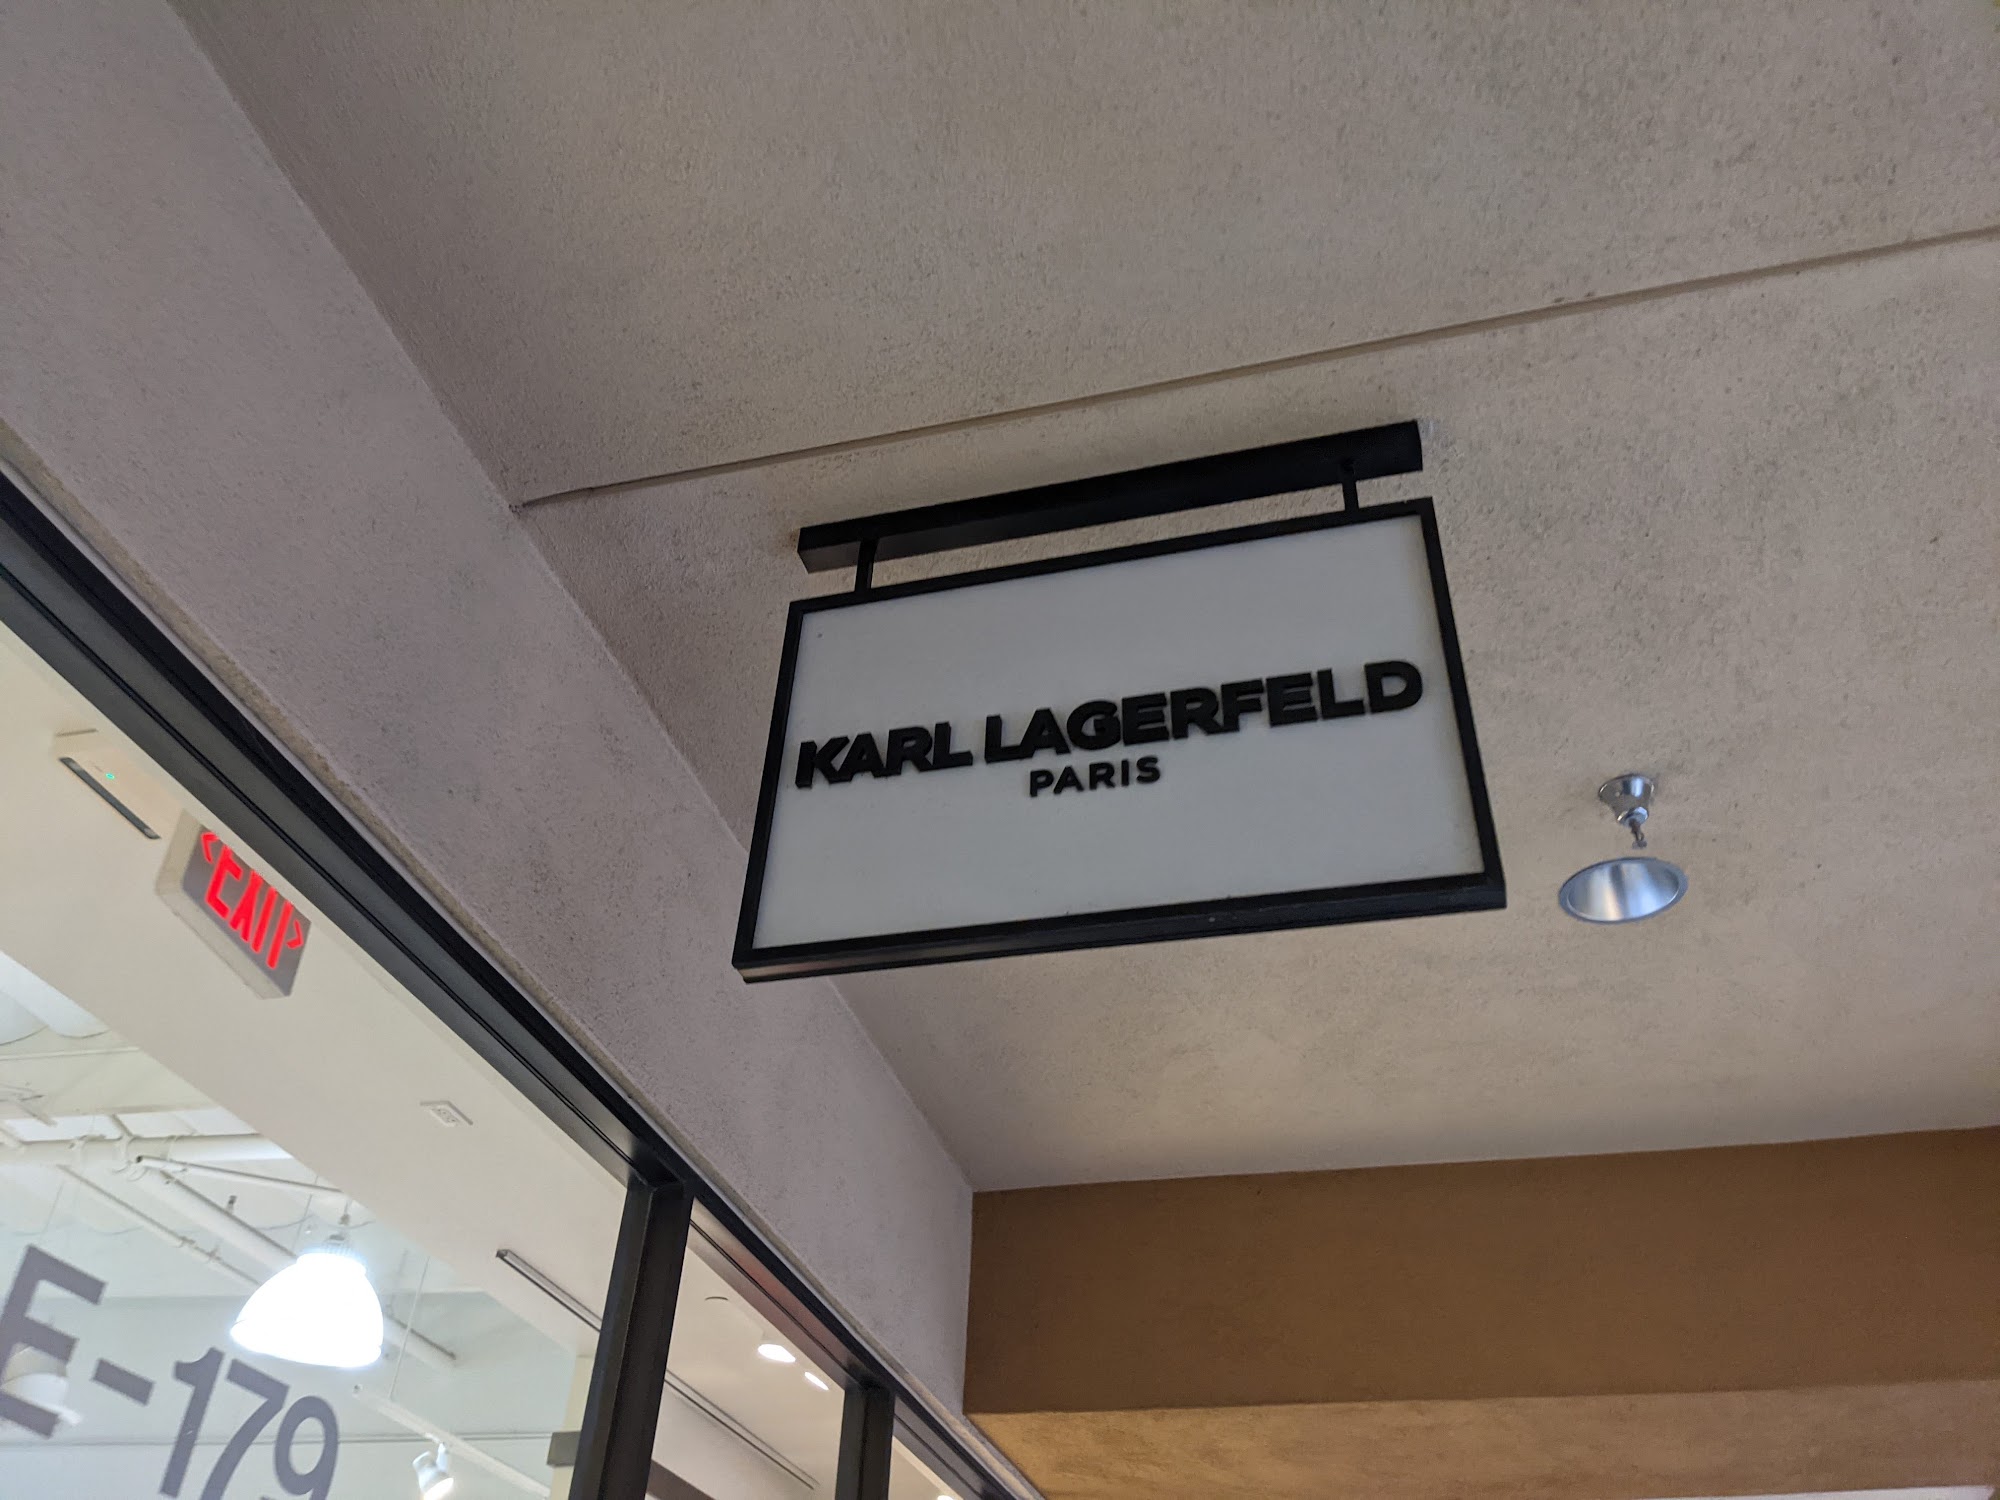 KARL LAGERFELD
PARIS
< EXIT >
E-179